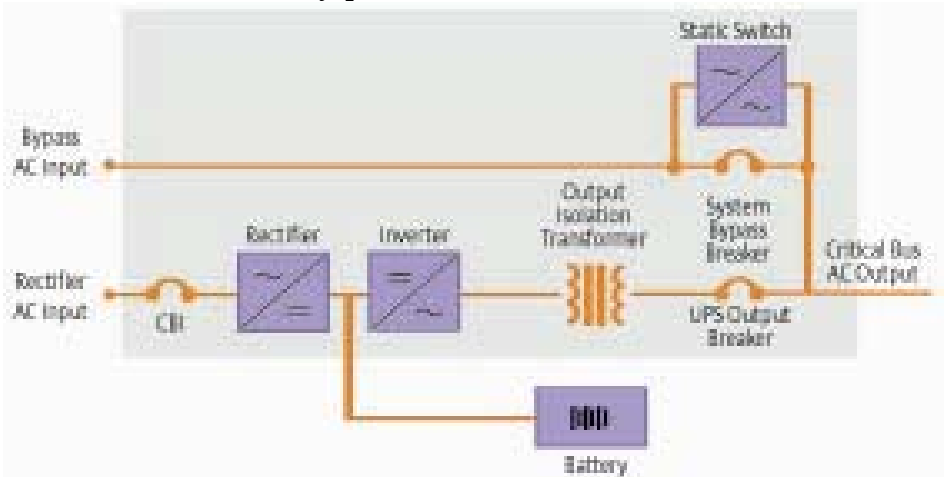 Static Switch
Bypass
AC Input
Output
Isolation
Transformer
System
Bypass
Breaker
Rectifier
Inverter
Critical Bus
AC Output
Rectifier
AC Input
UPS Output
Breaker
Battery